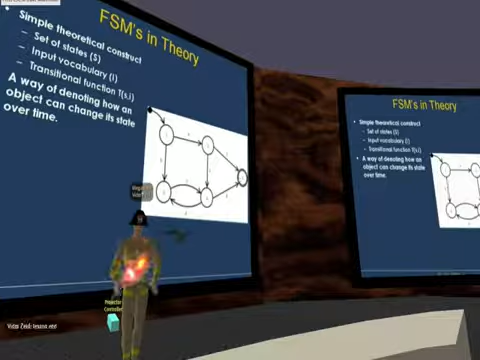 FSM's in Theory
Simple theoretical construct
– Set of states (S)
– Input vocabulary (I)
– Transitional function T(s,i)
A way of denoting how an
object can change its state
over time.
FSM's in Theory
• Simple theoretical construct
– Set of states (S)
– Input vocabulary (I)
– Transitional function T(s,i)
• A way of denoting how an
object can change its state
over time.
Projector
Controller